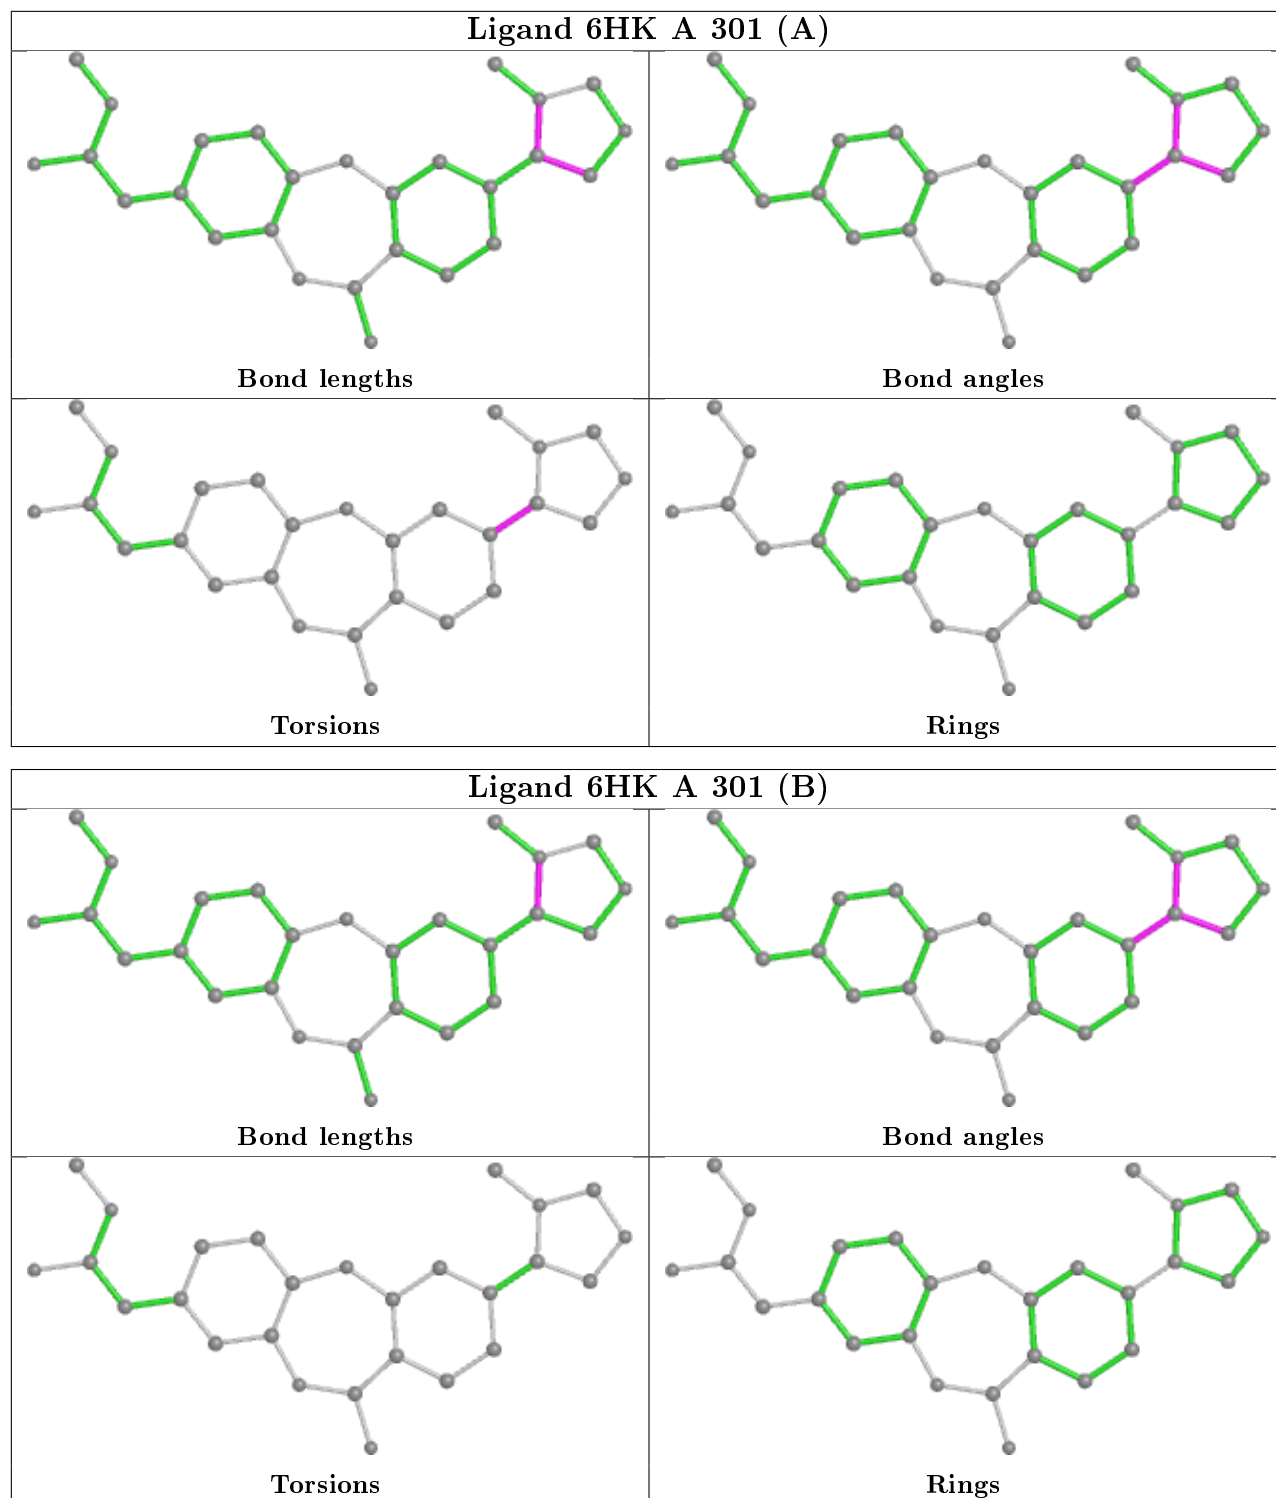 Ligand 6HK A 301 (A)
Bond lengths
Bond angles
Torsions
Rings
Ligand 6HK A 301 (B)
Bond lengths
Bond angles
Torsions
Rings